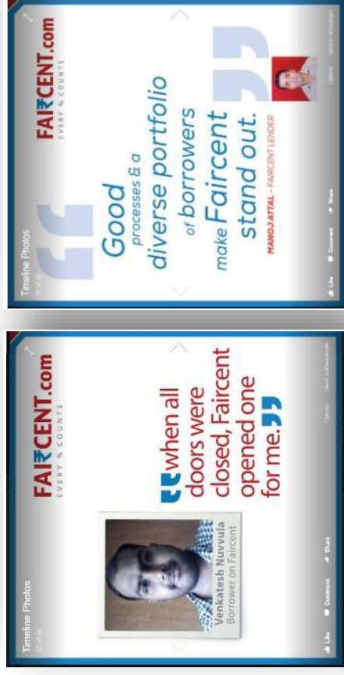 Timeline Photos
FAIRCENT.com
EVERY % COUNTS
Good
processes & a
diverse portfolio
of borrowers
make Faircent
stand out.
MANOJ ATTAL - FAIRCENT LENDER
Like Comment Share
Timeline Photos
FAIRCENT.com
EVERY % COUNTS
when all
doors were
closed, Faircent
opened one
for me.
Venkatesh Nuvvula
Borrower on Faircent
Like Comment Share